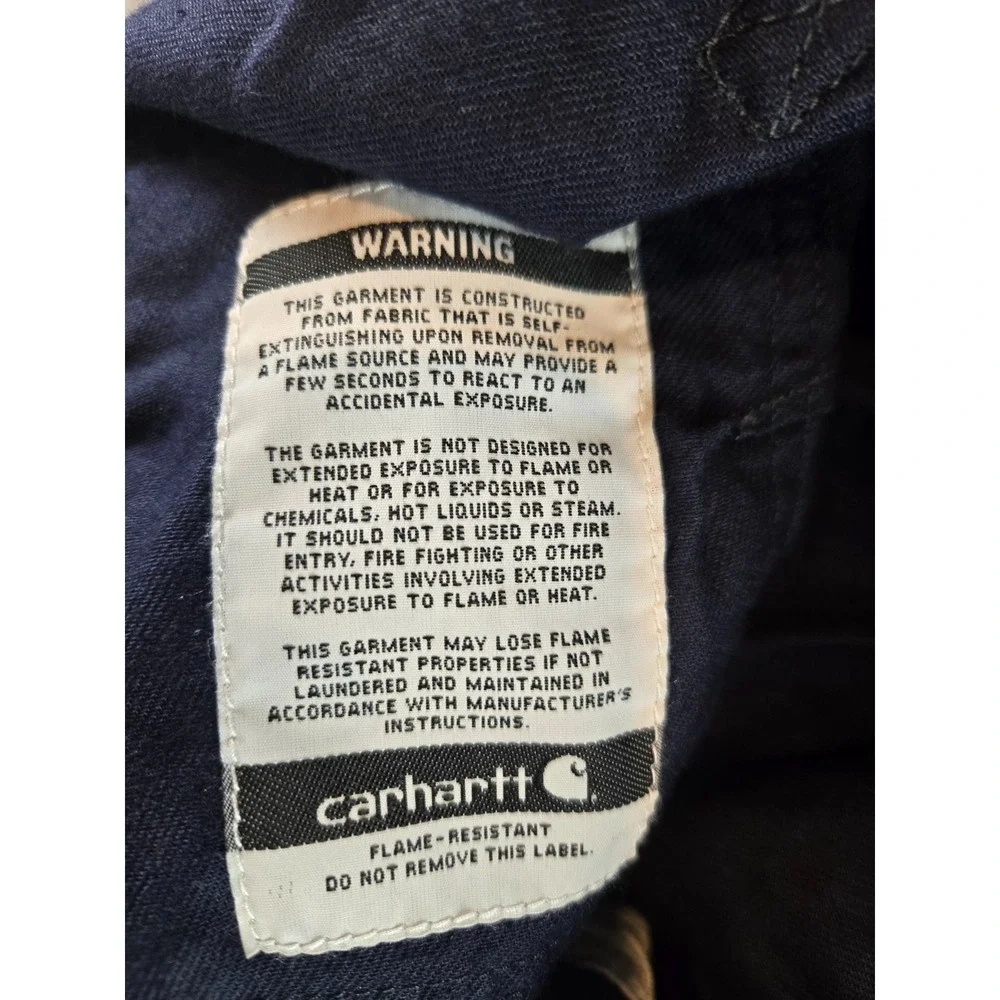 WARNING
THIS GARMENT IS CONSTRUCTED
FROM FABRIC THAT IS SELF-
EXTINGUISHING UPON REMOVAL FROM
A FLAME SOURCE AND MAY PROVIDE A
FEW SECONDS TO REACT TO AN
ACCIDENTAL EXPOSURE.
THE GARMENT IS NOT DESIGNED FOR
EXTENDED EXPOSURE TO FLAME OR
HEAT OR FOR EXPOSURE TO
CHEMICALS, HOT LIQUIDS OR STEAM.
IT SHOULD NOT BE USED FOR FIRE
ENTRY, FIRE FIGHTING OR OTHER
ACTIVITIES INVOLVING EXTENDED
EXPOSURE TO FLAME OR HEAT.
THIS GARMENT MAY LOSE FLAME
RESISTANT PROPERTIES IF NOT
LAUNDERED AND MAINTAINED IN
ACCORDANCE WITH MANUFACTURER'S
INSTRUCTIONS.
carhartt
FLAME-RESISTANT
DO NOT REMOVE THIS LABEL.